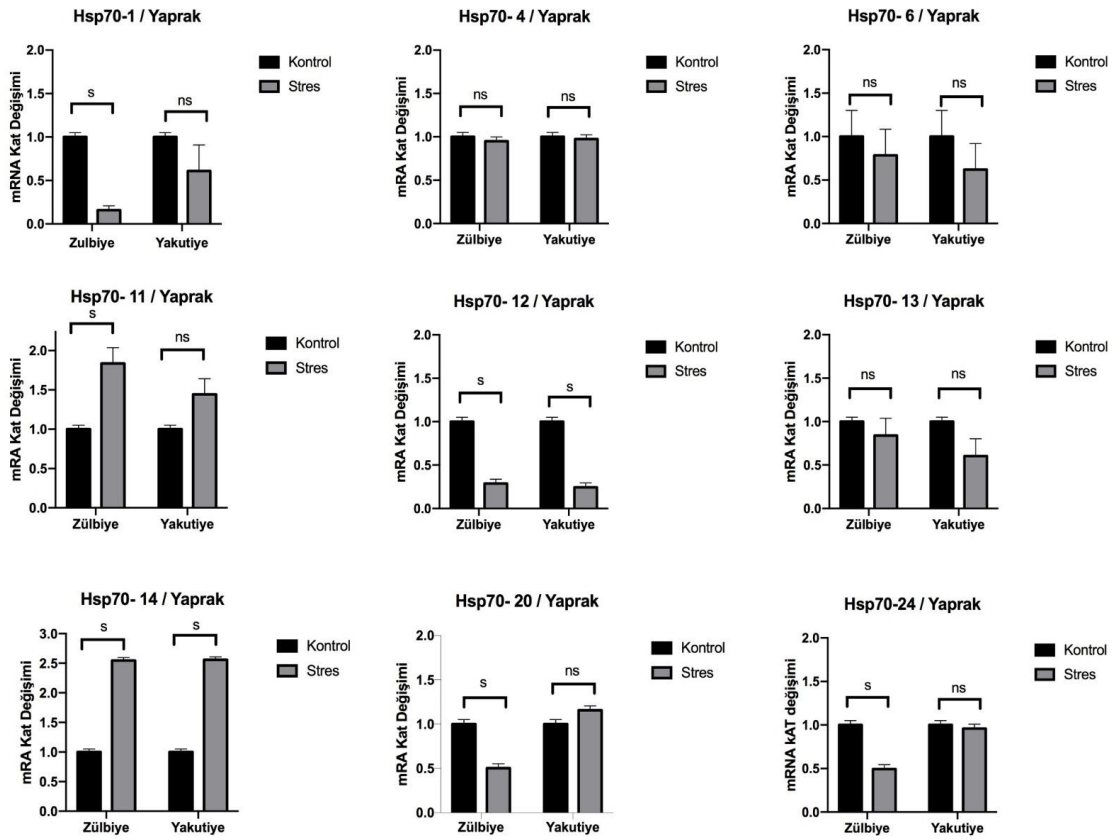 Hsp70-1 / Yaprak
mRNA Kat Değişimi
2.0
1.5
1.0
0.5
0.0
s
ns
Zulbiye
Yakutiye
Kontrol
Stres
Hsp70- 4 / Yaprak
mRA Kat Değişimi
2.0
1.5
1.0
0.5
0.0
ns
ns
Zülbiye
Yakutiye
Kontrol
Stres
Hsp70- 6 / Yaprak
mRA Kat Değişimi
2.0
1.5
1.0
0.5
0.0
ns
ns
Zülbiye
Yakutiye
Kontrol
Stres
Hsp70- 11 / Yaprak
mRA Kat Değişimi
2.0
1.5
1.0
0.5
0.0
s
ns
Zülbiye
Yakutiye
Kontrol
Stres
Hsp70- 12 / Yaprak
mRA Kat Değişimi
2.0
1.5
1.0
0.5
0.0
s
s
Zülbiye
Yakutiye
Kontrol
Stres
Hsp70- 13 / Yaprak
mRA Kat Değişimi
2.0
1.5
1.0
0.5
0.0
ns
ns
Zülbiye
Yakutiye
Kontrol
Stres
Hsp70- 14 / Yaprak
mRA Kat Değişimi
3.0
2.5
2.0
1.5
1.0
0.5
0.0
s
s
Zülbiye
Yakutiye
Kontrol
Stres
Hsp70- 20 / Yaprak
mRA Kat Değişimi
2.0
1.5
1.0
0.5
0.0
s
ns
Zülbiye
Yakutiye
Kontrol
Stres
Hsp70-24 / Yaprak
mRNA kAT değişimi
2.0
1.5
1.0
0.5
0.0
s
ns
Zülbiye
Yakutiye
Kontrol
Stres